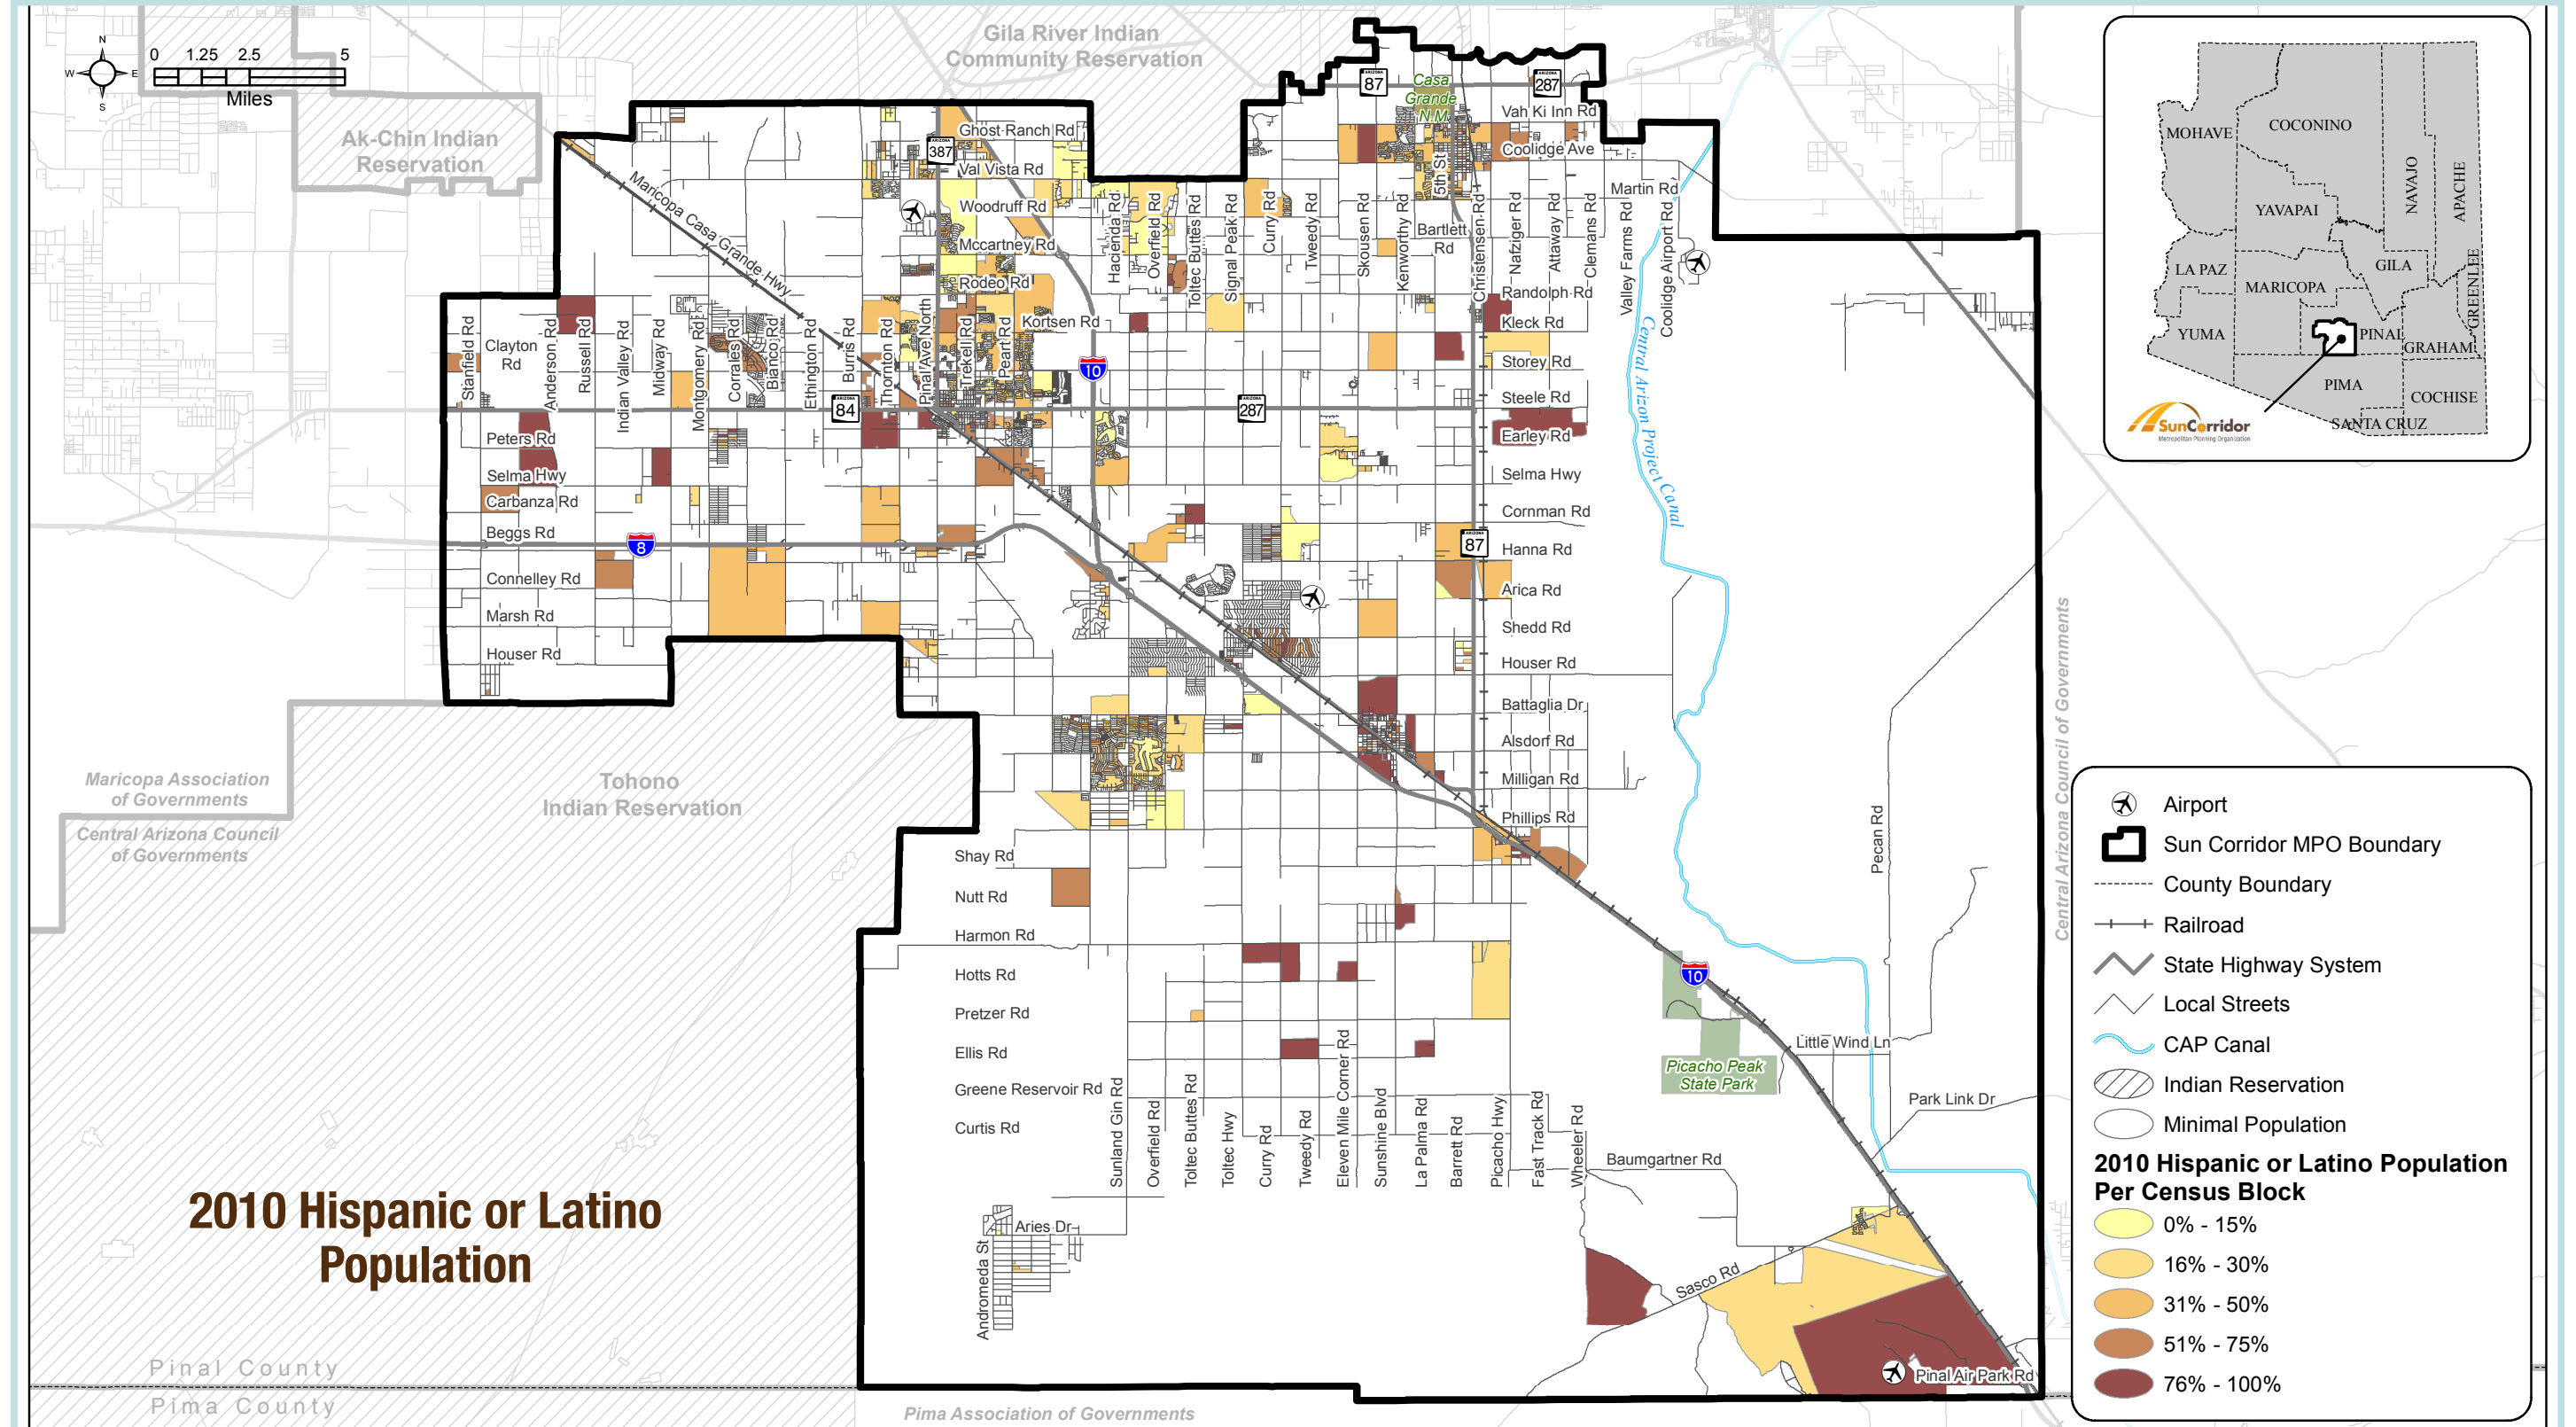 N
W
E
S
0 1.25 2.5 5
Miles
Gila River Indian
Community Reservation
Ak-Chin Indian
Reservation
Casa
Grande
N.M.
ARIZONA
87
ARIZONA
287
ARIZONA
387
Vah Ki Inn Rd
Ghost Ranch Rd
Coolidge Ave
Val Vista Rd
Maricopa Casa Grande Hwy
Woodruff Rd
Martin Rd
Mccartney Rd
Bartlett
Rd
Rodeo Rd
Randolph Rd
Kortsen Rd
Kleck Rd
Hacienda Rd
Overfield Rd
Toltec Buttes Rd
Signal Peak Rd
Curry Rd
Tweedy Rd
Skousen Rd
Kenworthy Rd
5th St
Christensen Rd
Nafziger Rd
Attaway Rd
Clemans Rd
Valley Farms Rd
Coolidge Airport Rd
Central Arizon Project Canal
Stanfield Rd
Clayton
Rd
Anderson Rd
Russell Rd
Indian Valley Rd
Midway Rd
Montgomery Rd
Corrales Rd
Bianco Rd
Ethington Rd
Burris Rd
Thornton Rd
Pinal Ave North
Trekell Rd
Peart Rd
10
Storey Rd
ARIZONA
84
ARIZONA
287
Steele Rd
Peters Rd
Earley Rd
Selma Hwy
Selma Hwy
Carbanza Rd
Cornman Rd
Beggs Rd
8
ARIZONA
87
Hanna Rd
Connelley Rd
Arica Rd
Marsh Rd
Shedd Rd
Houser Rd
Houser Rd
Battaglia Dr
Alsdorf Rd
Milligan Rd
Phillips Rd
Maricopa Association
of Governments
Central Arizona Council
of Governments
Tohono
Indian Reservation
Central Arizona Council of Governments
Pecan Rd
Shay Rd
Nutt Rd
Harmon Rd
Hotts Rd
Pretzer Rd
Ellis Rd
Greene Reservoir Rd
Curtis Rd
10
Little Wind Ln
Picacho Peak
State Park
Park Link Dr
Sunland Gin Rd
Overfield Rd
Toltec Buttes Rd
Toltec Hwy
Curry Rd
Tweedy Rd
Eleven Mile Corner Rd
Sunshine Blvd
La Palma Rd
Barrett Rd
Picacho Hwy
Fast Track Rd
Wheeler Rd
Baumgartner Rd
Aries Dr
Andromeda St
Sasco Rd
Pinal Air Park Rd
2010 Hispanic or Latino
Population
Pinal County
Pima County
Pima Association of Governments
MOHAVE
COCONINO
NAVAJO
APACHE
YAVAPAI
LA PAZ
GILA
MARICOPA
GREENLEE
YUMA
PINAL
GRAHAM
PIMA
COCHISE
SANTA CRUZ
SunCorridor
Metropolitan Planning Organization
Airport
Sun Corridor MPO Boundary
County Boundary
Railroad
State Highway System
Local Streets
CAP Canal
Indian Reservation
Minimal Population
2010 Hispanic or Latino Population
Per Census Block
0% - 15%
16% - 30%
31% - 50%
51% - 75%
76% - 100%